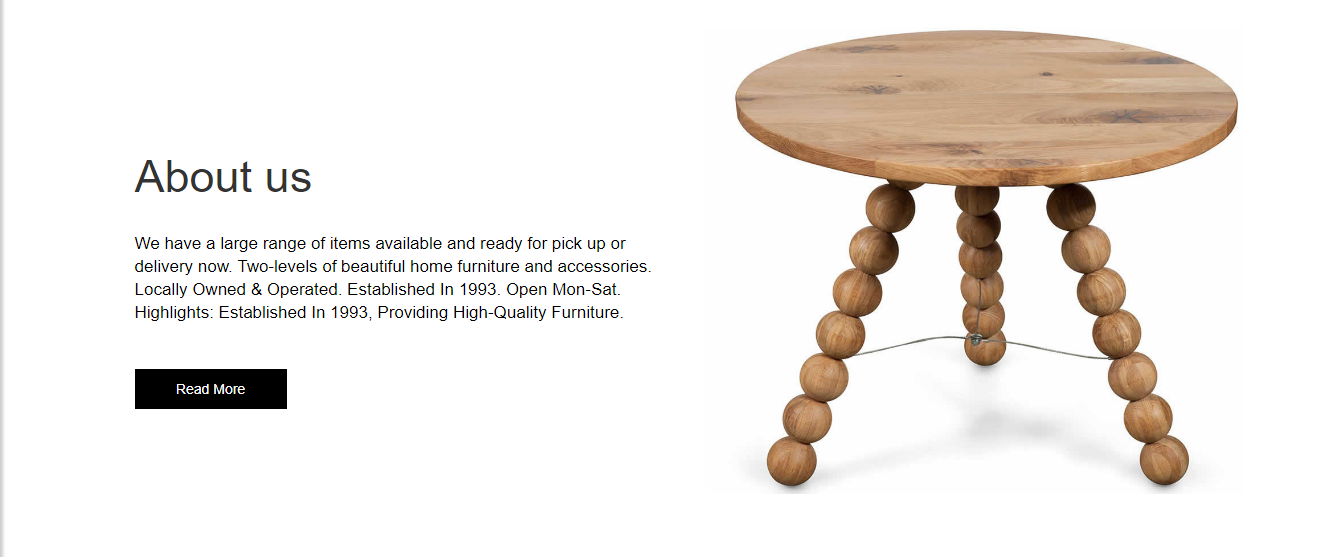 About us
We have a large range of items available and ready for pick up or
delivery now. Two-levels of beautiful home furniture and accessories.
Locally Owned & Operated. Established In 1993. Open Mon-Sat.
Highlights: Established In 1993, Providing High-Quality Furniture.
Read More